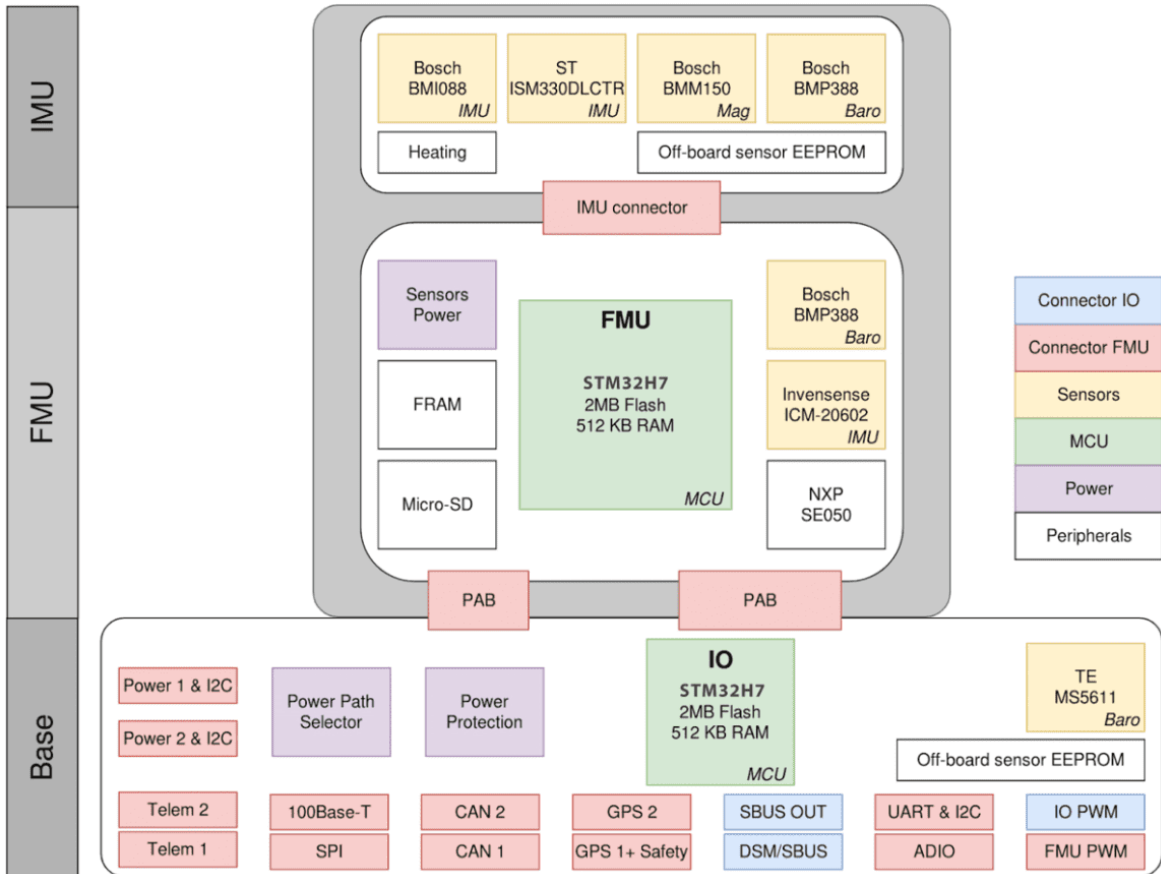 IMU
Bosch
BMI088
IMU
ST
ISM330DLCTR
IMU
Bosch
BMM150
Mag
Bosch
BMP388
Baro
Heating
Off-board sensor EEPROM
IMU connector
FMU
Sensors
Power
FMU
STM32H7
2MB Flash
512 KB RAM
MCU
Bosch
BMP388
Baro
FRAM
Invensense
ICM-20602
IMU
Micro-SD
NXP
SE050
Connector IO
Connector FMU
Sensors
MCU
Power
Peripherals
PAB
PAB
Base
Power 1 & I2C
Power 2 & I2C
Power Path
Selector
Power
Protection
IO
STM32H7
2MB Flash
512 KB RAM
MCU
TE
MS5611
Baro
Off-board sensor EEPROM
Telem 2
100Base-T
CAN 2
GPS 2
SBUS OUT
UART & I2C
IO PWM
Telem 1
SPI
CAN 1
GPS 1+ Safety
DSM/SBUS
ADIO
FMU PWM